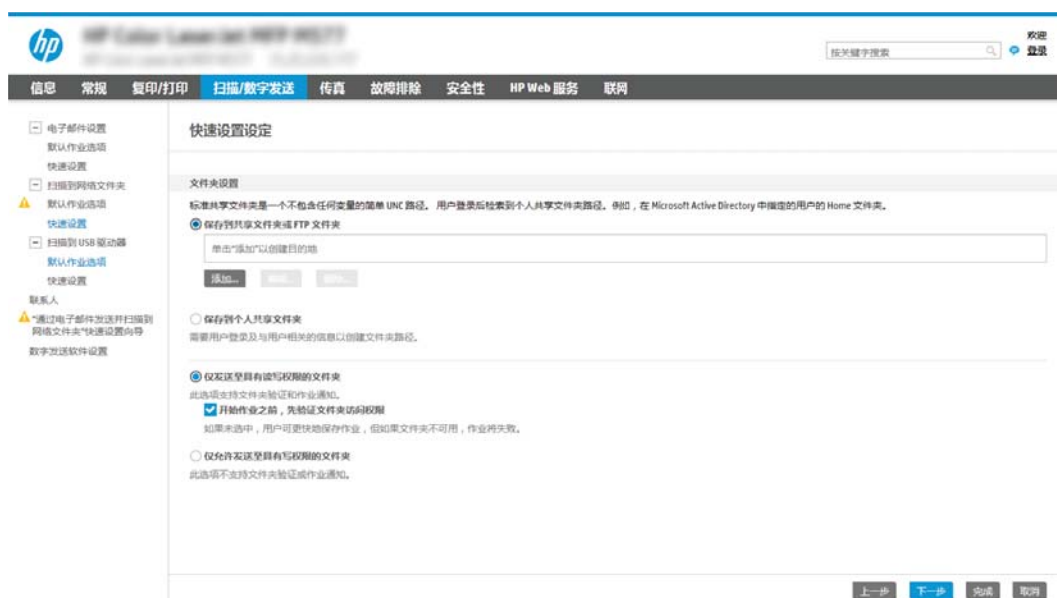 hp
欢迎
按关键字搜索
登录
信息 常规 复印/打印 扫描/数字发送 传真 故障排除 安全性 HP Web 服务 联网
电子邮件设置
默认作业选项
快速设置
扫描到网络文件夹
默认作业选项
快速设置
扫描到 USB 驱动器
默认作业选项
快速设置
联系人
"通过电子邮件发送并扫描到
网络文件夹"快速设置向导
数字发送软件设置
快速设置设定
文件夹设置
标准共享文件夹是一个不包含任何变量的简单 UNC 路径。 用户登录后检索到个人共享文件夹路径。例如，在 Microsoft Active Directory 中指定的用户的 Home 文件夹。
保存到共享文件夹或 FTP 文件夹
单击"添加"以创建目的地
添加...
保存到个人共享文件夹
需要用户登录及与用户相关的信息以创建文件夹路径。
仅发送至具有读写权限的文件夹
此选项支持文件夹验证和作业通知。
开始作业之前，先验证文件夹访问权限
如果未选中，用户可更快地保存作业，但如果文件夹不可用，作业将失败。
仅允许发送至具有写权限的文件夹
此选项不支持文件夹验证或作业通知。
上一步 下一步 完成 取消